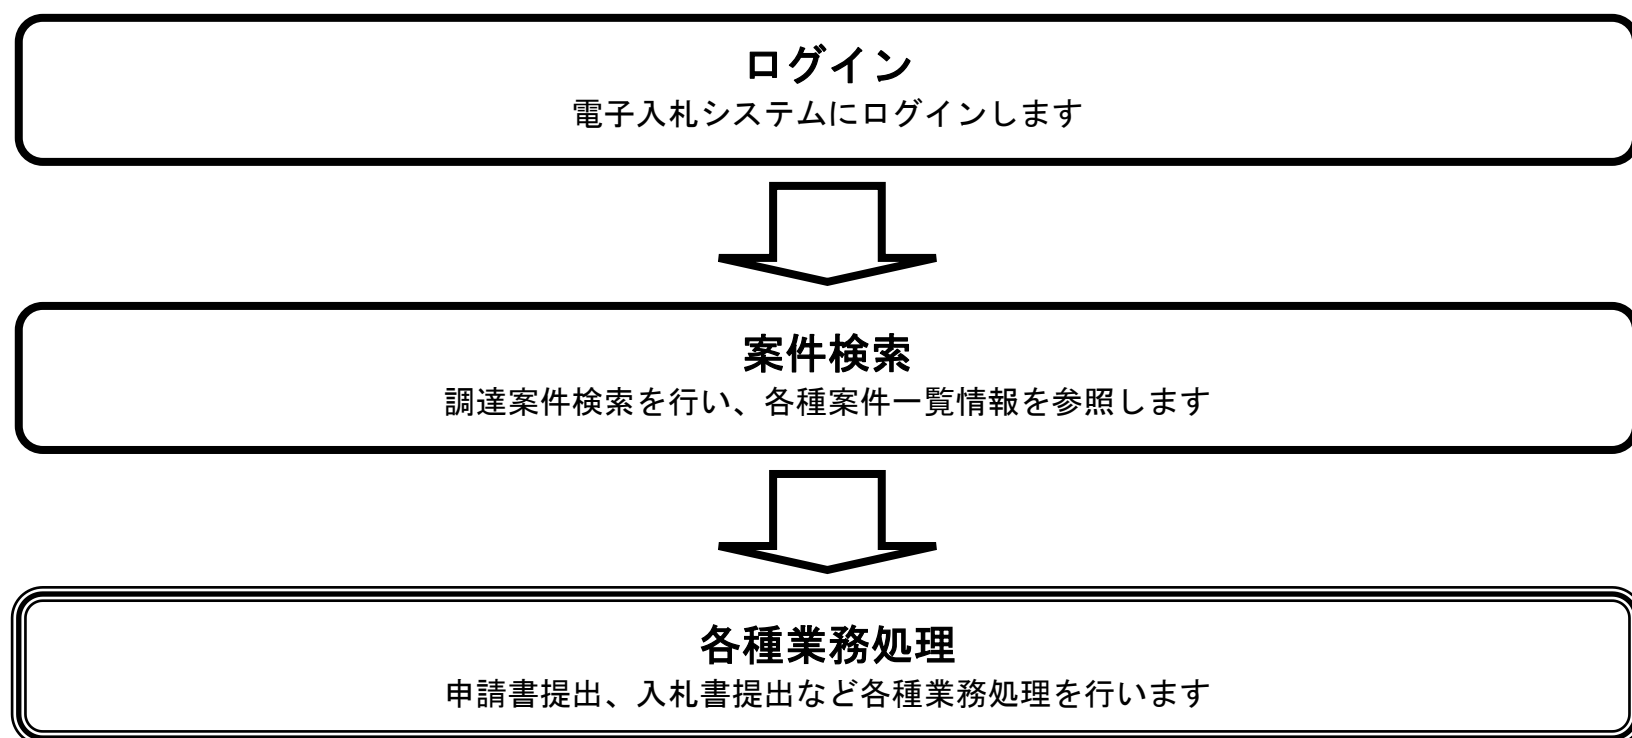 ログイン
電子入札システムにログインします
案件検索
調達案件検索を行い、各種案件一覧情報を参照します
各種業務処理
申請書提出、入札書提出など各種業務処理を行います